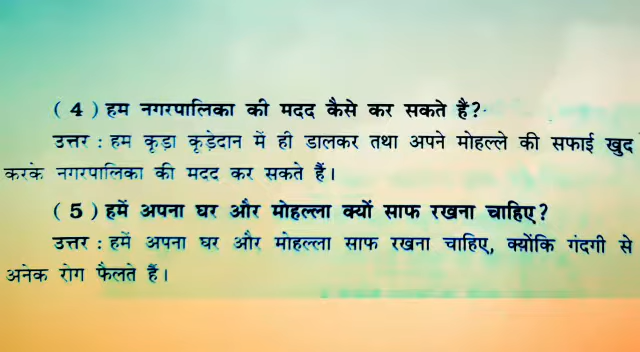 ( 4 ) हम नगरपालिका की मदद कैसे कर सकते हैं?
उत्तर : हम कूड़ा कूड़ेदान में ही डालकर तथा अपने मोहल्ले की सफाई खुद
करके नगरपालिका की मदद कर सकते हैं।
( 5 ) हमें अपना घर और मोहल्ला क्यों साफ रखना चाहिए?
उत्तर : हमें अपना घर और मोहल्ला साफ रखना चाहिए, क्योंकि गंदगी से
अनेक रोग फैलते हैं।